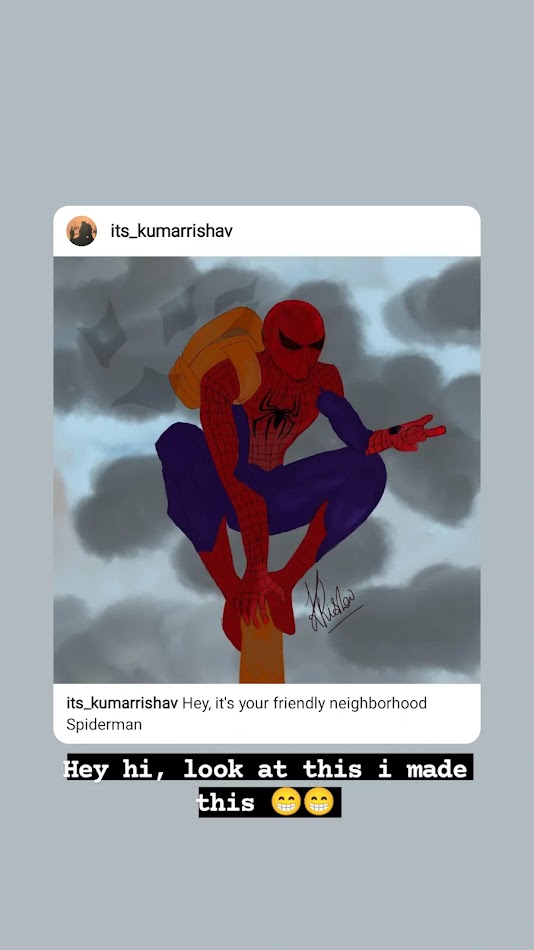 its_kumarrishav
its_kumarrishav Hey, it's your friendly neighborhood
Spiderman
Hey hi, look at this i made
this 😁😁